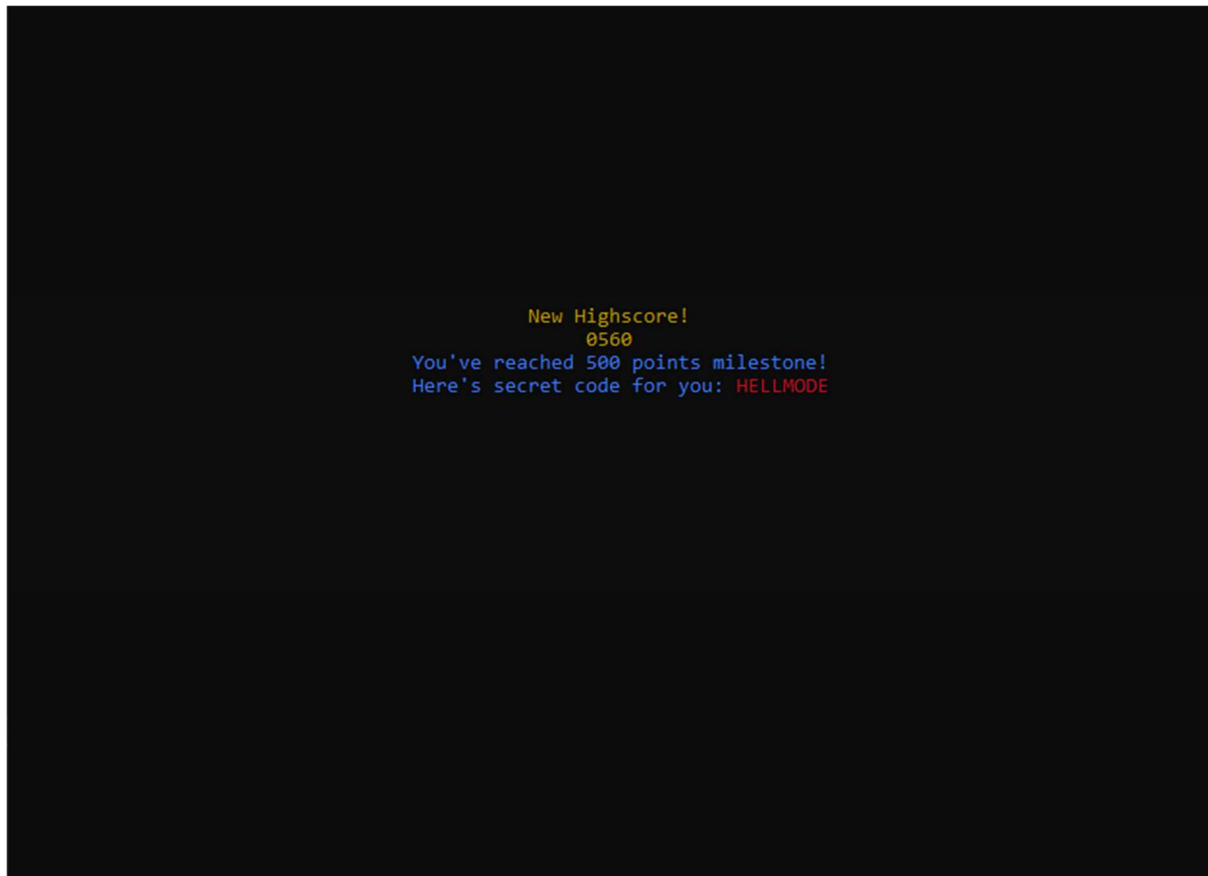 New Highscore!
0560
You've reached 500 points milestone!
Here's secret code for you: HELLMODE